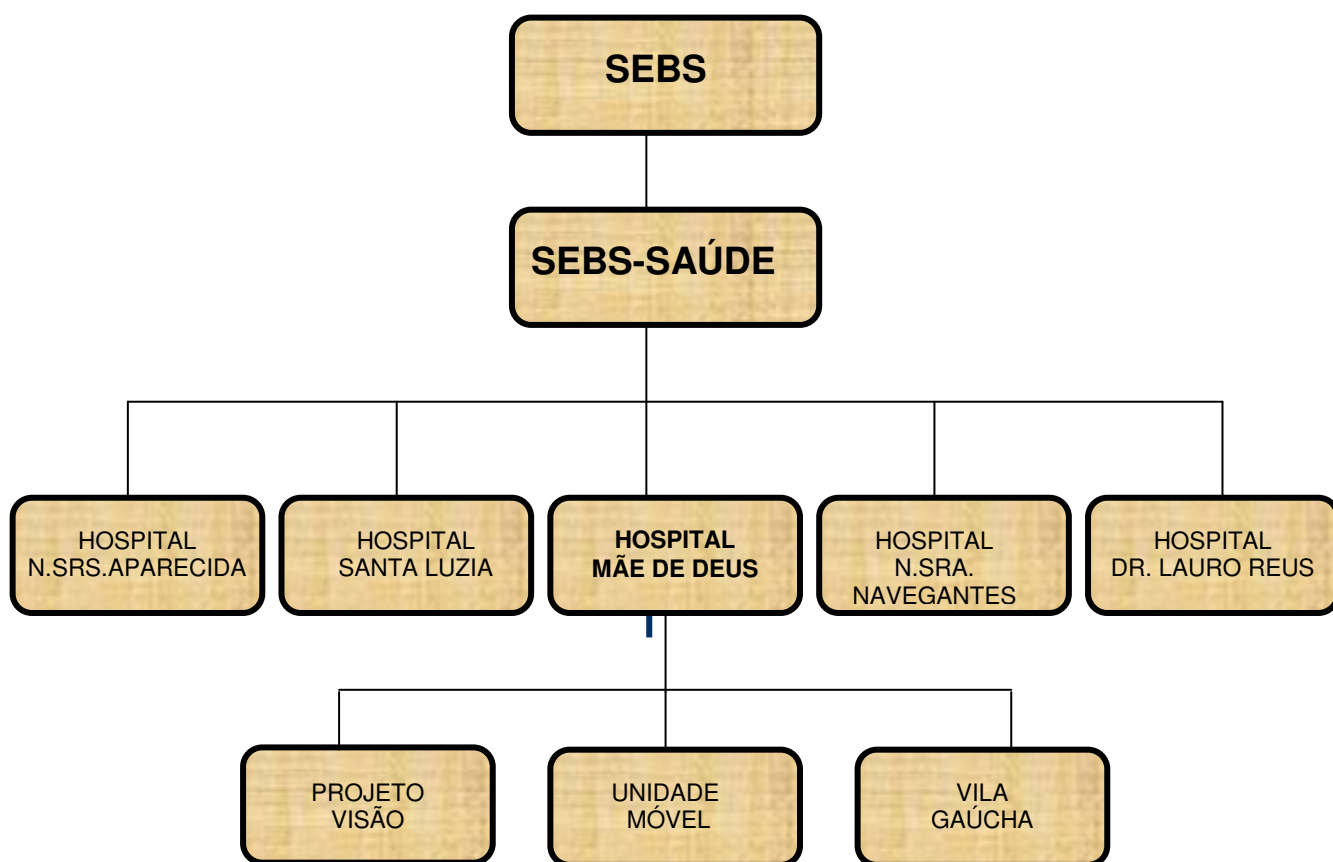 SEBS
SEBS-SAÚDE
HOSPITAL
N.SRS.APARECIDA
HOSPITAL
SANTA LUZIA
HOSPITAL
MÃE DE DEUS
HOSPITAL
N.SRA.
NAVEGANTES
HOSPITAL
DR. LAURO REUS
PROJETO
VISÃO
UNIDADE
MÓVEL
VILA
GAÚCHA